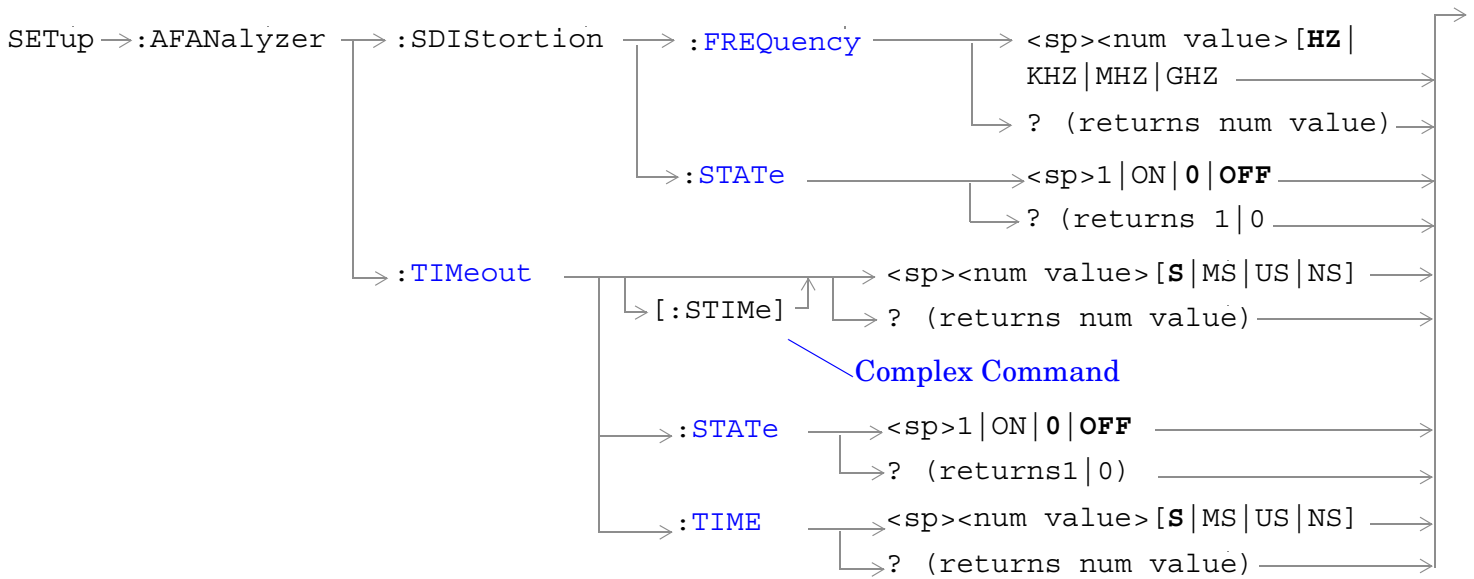 SETup :AFANalyzer :SDIStortion :FREQuency <sp><num value>[HZ|
KHZ|MHZ|GHZ
? (returns num value)
:STATe <sp>1|ON|0|OFF
? (returns 1|0
:TIMeout <sp><num value>[S|MS|US|NS]
[:STIMe] ? (returns num value)
Complex Command
:STATe <sp>1|ON|0|OFF
? (returns1|0)
:TIME <sp><num value>[S|MS|US|NS]
? (returns num value)